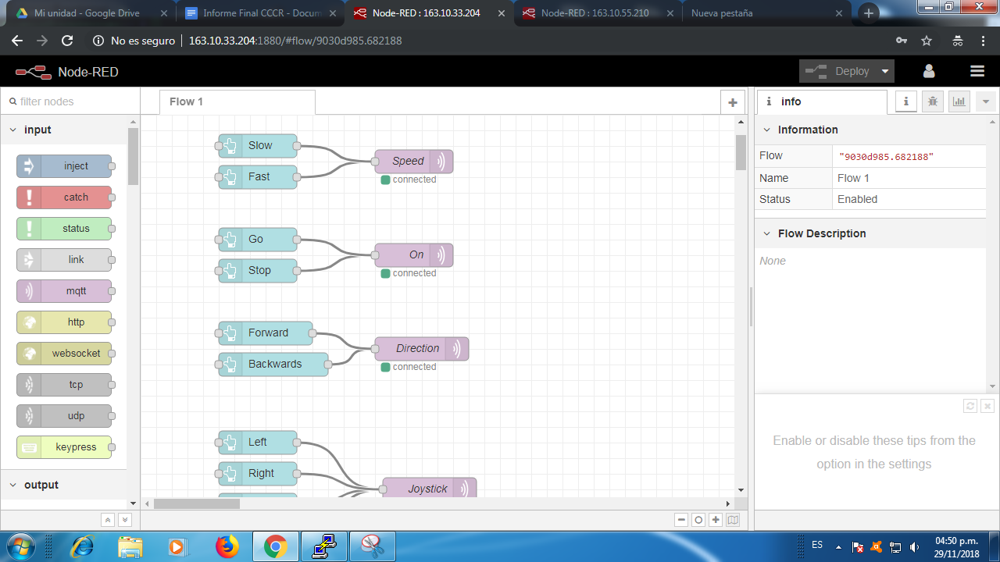 Mi unidad - Google Drive
Informe Final CCCR - Docum
Node-RED : 163.10.33.204
Node-RED : 163.10.55.210
Nueva pestaña
No es seguro | 163.10.33.204:1880/#flow/9030d985.682188
Node-RED
Deploy
filter nodes
Flow 1
info
input
inject
catch
status
link
mqtt
http
websocket
tcp
udp
keypress
output
Slow
Fast
Speed
connected
Go
Stop
On
connected
Forward
Backwards
Direction
connected
Left
Right
Joystick
Information
Flow "9030d985.682188"
Name Flow 1
Status Enabled
Flow Description
None
Enable or disable these tips from the
option in the settings
ES
04:50 p.m.
29/11/2018